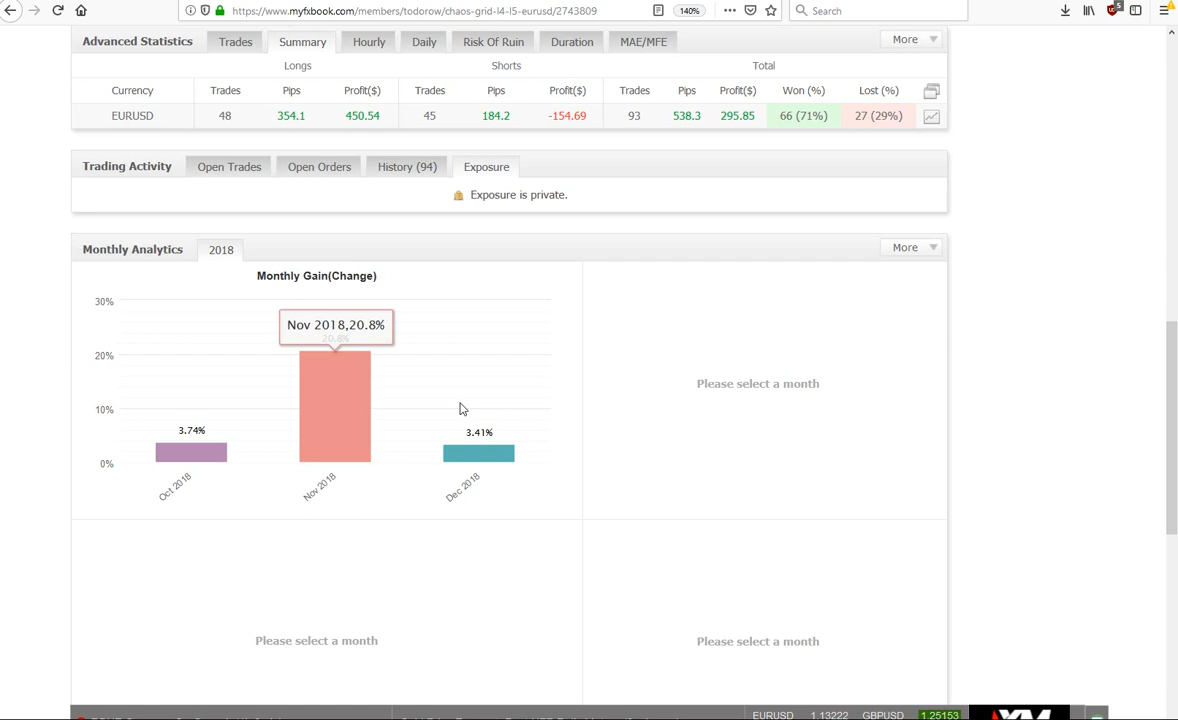 https://www.myfxbook.com/members/todorow/chaos-grid-l4-l5-eurusd/2743809
140%
Search
5
Advanced Statistics Trades Summary Hourly Daily Risk Of Ruin Duration MAE/MFE More
Longs Shorts Total
Currency Trades Pips Profit($) Trades Pips Profit($) Trades Pips Profit($) Won (%) Lost (%)
EURUSD 48 354.1 450.54 45 184.2 -154.69 93 538.3 295.85 66 (71%) 27 (29%)
Trading Activity Open Trades Open Orders History (94) Exposure
Exposure is private.
Monthly Analytics 2018 More
Monthly Gain(Change)
30%
Nov 2018,20.8%
20.8%
20%
Please select a month
10%
3.74% 3.41%
0%
Oct 2018 Nov 2018 Dec 2018
Please select a month Please select a month
EURUSD 1.13222 GBPUSD 1.25153